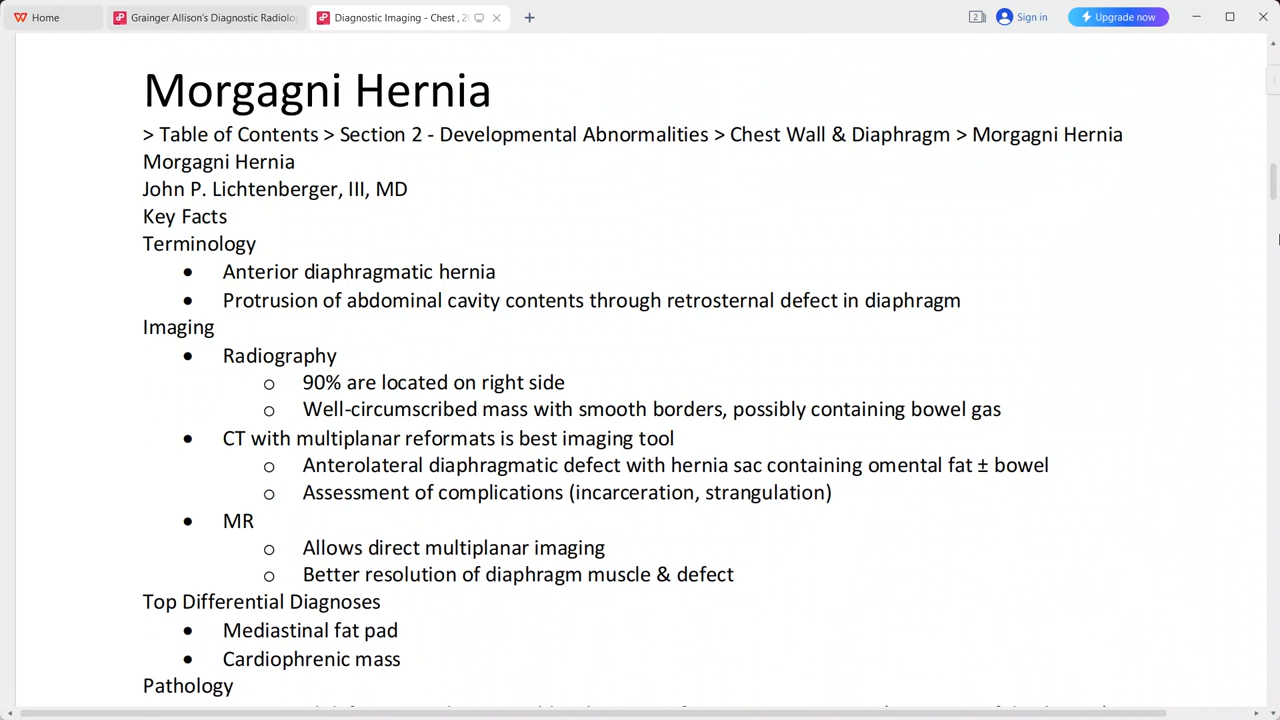 Home
Grainger Allison's Diagnostic Radiolo
Diagnostic Imaging - Chest , 2
2
Sign in
Upgrade now
Morgagni Hernia
> Table of Contents > Section 2 - Developmental Abnormalities > Chest Wall & Diaphragm > Morgagni Hernia
Morgagni Hernia
John P. Lichtenberger, III, MD
Key Facts
Terminology
• Anterior diaphragmatic hernia
• Protrusion of abdominal cavity contents through retrosternal defect in diaphragm
Imaging
• Radiography
o 90% are located on right side
o Well-circumscribed mass with smooth borders, possibly containing bowel gas
• CT with multiplanar reformats is best imaging tool
o Anterolateral diaphragmatic defect with hernia sac containing omental fat ± bowel
o Assessment of complications (incarceration, strangulation)
• MR
o Allows direct multiplanar imaging
o Better resolution of diaphragm muscle & defect
Top Differential Diagnoses
• Mediastinal fat pad
• Cardiophrenic mass
Pathology